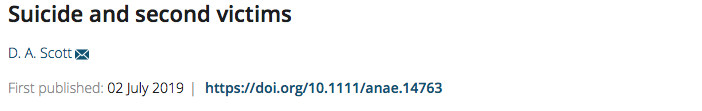 Suicide and second victims
D. A. Scott
First published: 02 July 2019 | https://doi.org/10.1111/anae.14763